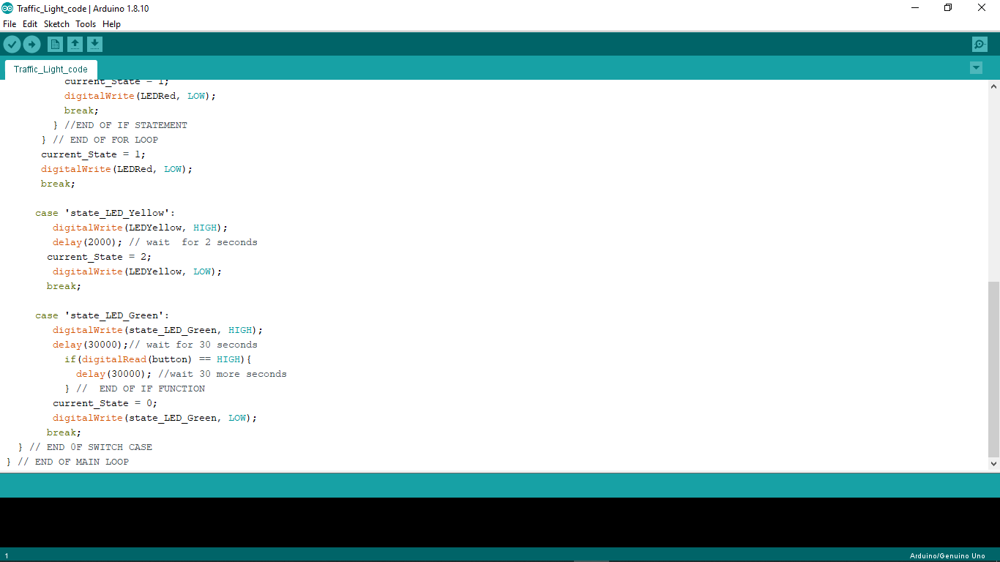 Traffic_Light_code | Arduino 1.8.10
File Edit Sketch Tools Help
Traffic_Light_code
current_State = 1;
digitalWrite(LEDRed, LOW);
break;
} //END OF IF STATEMENT
} // END OF FOR LOOP
current_State = 1;
digitalWrite(LEDRed, LOW);
break;
case 'state_LED_Yellow':
digitalWrite(LEDYellow, HIGH);
delay(2000); // wait  for 2 seconds
current_State = 2;
digitalWrite(LEDYellow, LOW);
break;
case 'state_LED_Green':
digitalWrite(state_LED_Green, HIGH);
delay(30000);// wait for 30 seconds
if(digitalRead(button) == HIGH){
delay(30000); //wait 30 more seconds
} //  END OF IF FUNCTION
current_State = 0;
digitalWrite(state_LED_Green, LOW);
break;
} // END 0F SWITCH CASE
} // END OF MAIN LOOP
1
Arduino/Genuino Uno